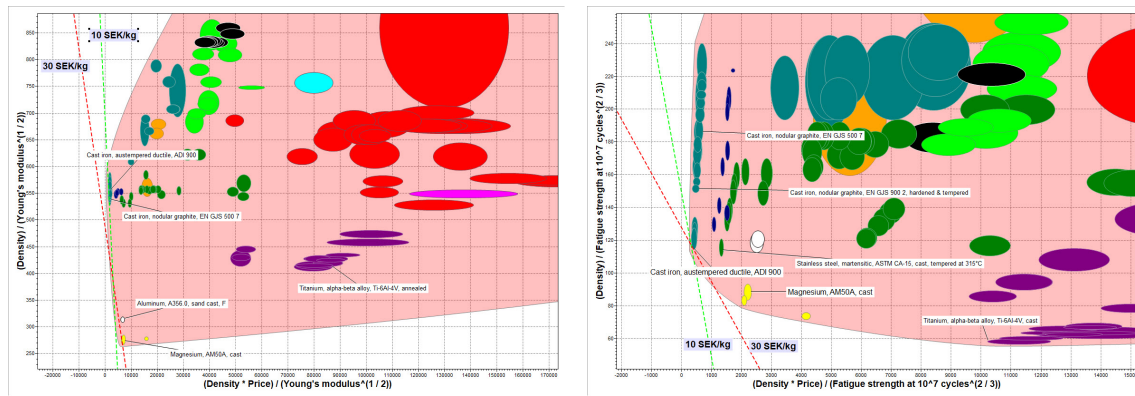 850
800
750
700
650
600
550
500
450
400
350
300
250
(Density) / (Young's modulus^(1 / 2))
10 SEK/kg
30 SEK/kg
Cast iron, austempered ductile, ADI 900
Cast iron, nodular graphite, EN GJS 500 7
Titanium, alpha-beta alloy, Ti-6Al-4V, annealed
Aluminum, A356.0, sand cast, F
Magnesium, AM50A, cast
-20000 -10000 0 10000 20000 30000 40000 50000 60000 70000 80000 90000 100000 110000 120000 130000 140000 150000 160000 170000
(Density * Price) / (Young's modulus^(1 / 2))
240
220
200
180
160
140
120
100
80
60
(Density) / (Fatigue strength at 10^7 cycles^(2 / 3))
Cast iron, nodular graphite, EN GJS 500 7
Cast iron, nodular graphite, EN GJS 900 2, hardened & tempered
Stainless steel, martensitic, ASTM CA-15, cast, tempered at 315°C
Cast iron, austempered ductile, ADI 900
Magnesium, AM50A, cast
Titanium, alpha-beta alloy, Ti-6Al-4V, cast
10 SEK/kg
30 SEK/kg
-2000 -1000 0 1000 2000 3000 4000 5000 6000 7000 8000 9000 10000 11000 12000 13000 14000 15000
(Density * Price) / (Fatigue strength at 10^7 cycles^(2 / 3))